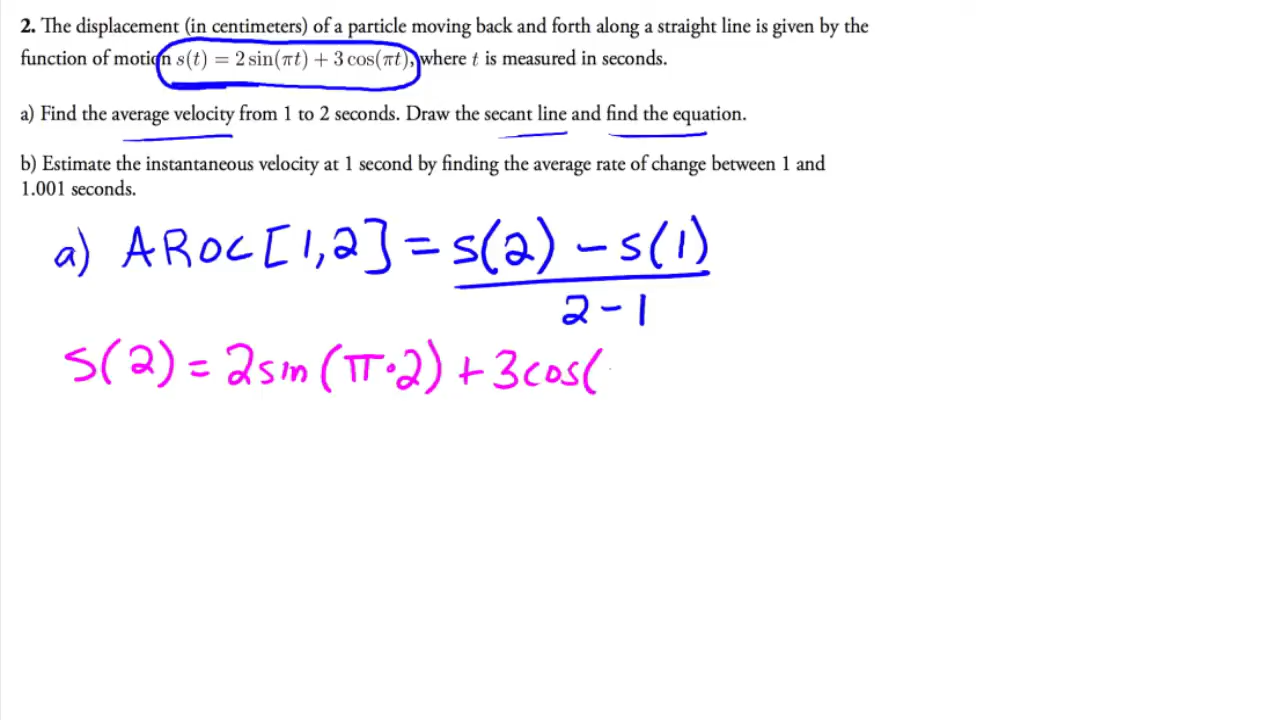 2. The displacement (in centimeters) of a particle moving back and forth along a straight line is given by the
function of motion s(t) = 2 sin(πt) + 3 cos(πt), where t is measured in seconds.
a) Find the average velocity from 1 to 2 seconds. Draw the secant line and find the equation.
b) Estimate the instantaneous velocity at 1 second by finding the average rate of change between 1 and
1.001 seconds.
a) AROC[1,2] = s(2) - s(1)
2 - 1
s(2) = 2sin(π·2) + 3cos(